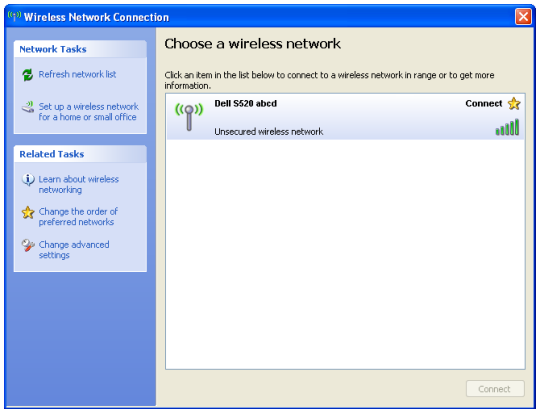 Wireless Network Connection
Network Tasks
Refresh network list
Set up a wireless network
for a home or small office
Related Tasks
Learn about wireless
networking
Change the order of
preferred networks
Change advanced
settings
Choose a wireless network
Click an item in the list below to connect to a wireless network in range or to get more
information.
Dell S520 abcd
Connect
Unsecured wireless network
Connect